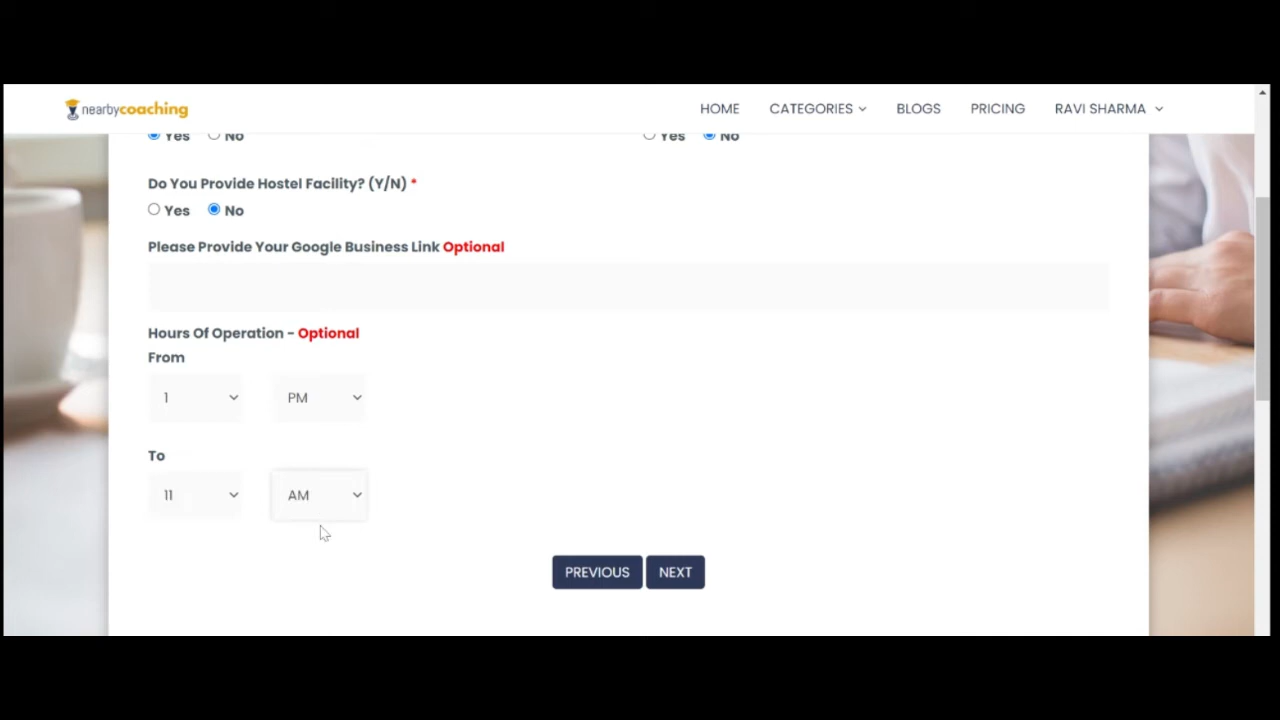 nearbycoaching HOME CATEGORIES BLOGS PRICING RAVI SHARMA
Yes No Yes No
Do You Provide Hostel Facility? (Y/N) *
Yes No
Please Provide Your Google Business Link Optional
Hours Of Operation - Optional
From
1 PM
To
11 AM
PREVIOUS NEXT